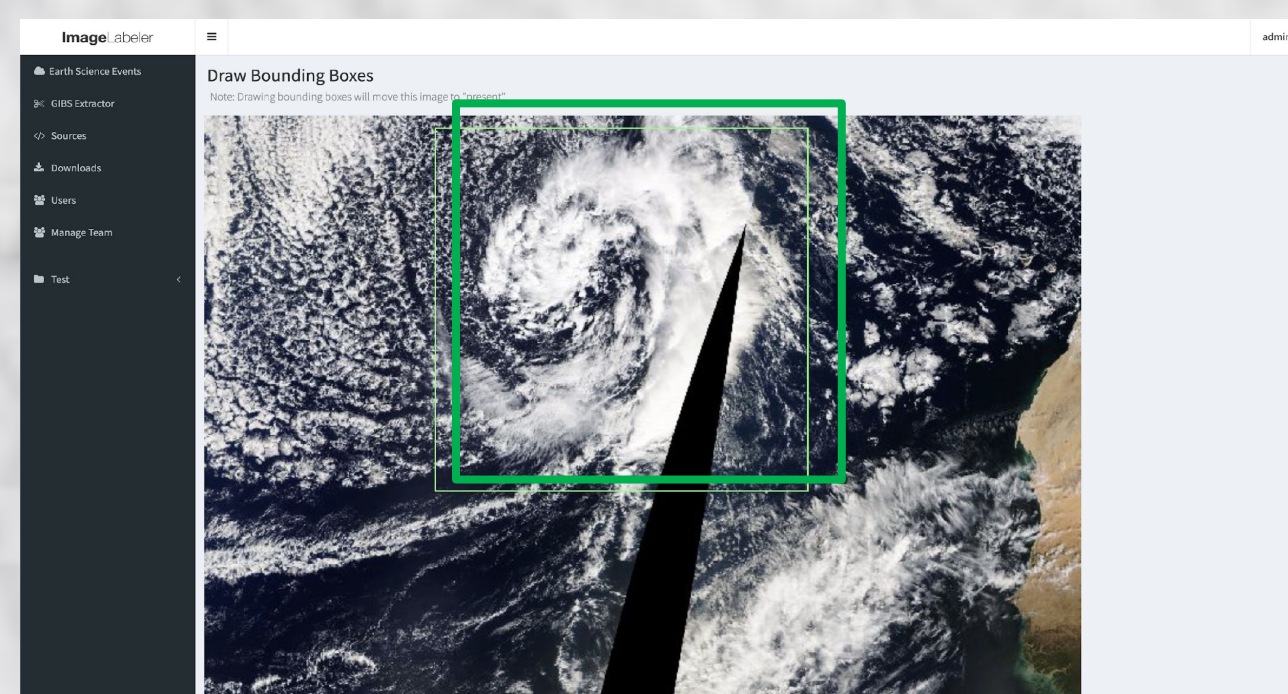 ImageLabeler
admin
Earth Science Events
GIBS Extractor
Sources
Downloads
Users
Manage Team
Test
Draw Bounding Boxes
Note: Drawing bounding boxes will move this image to "present"